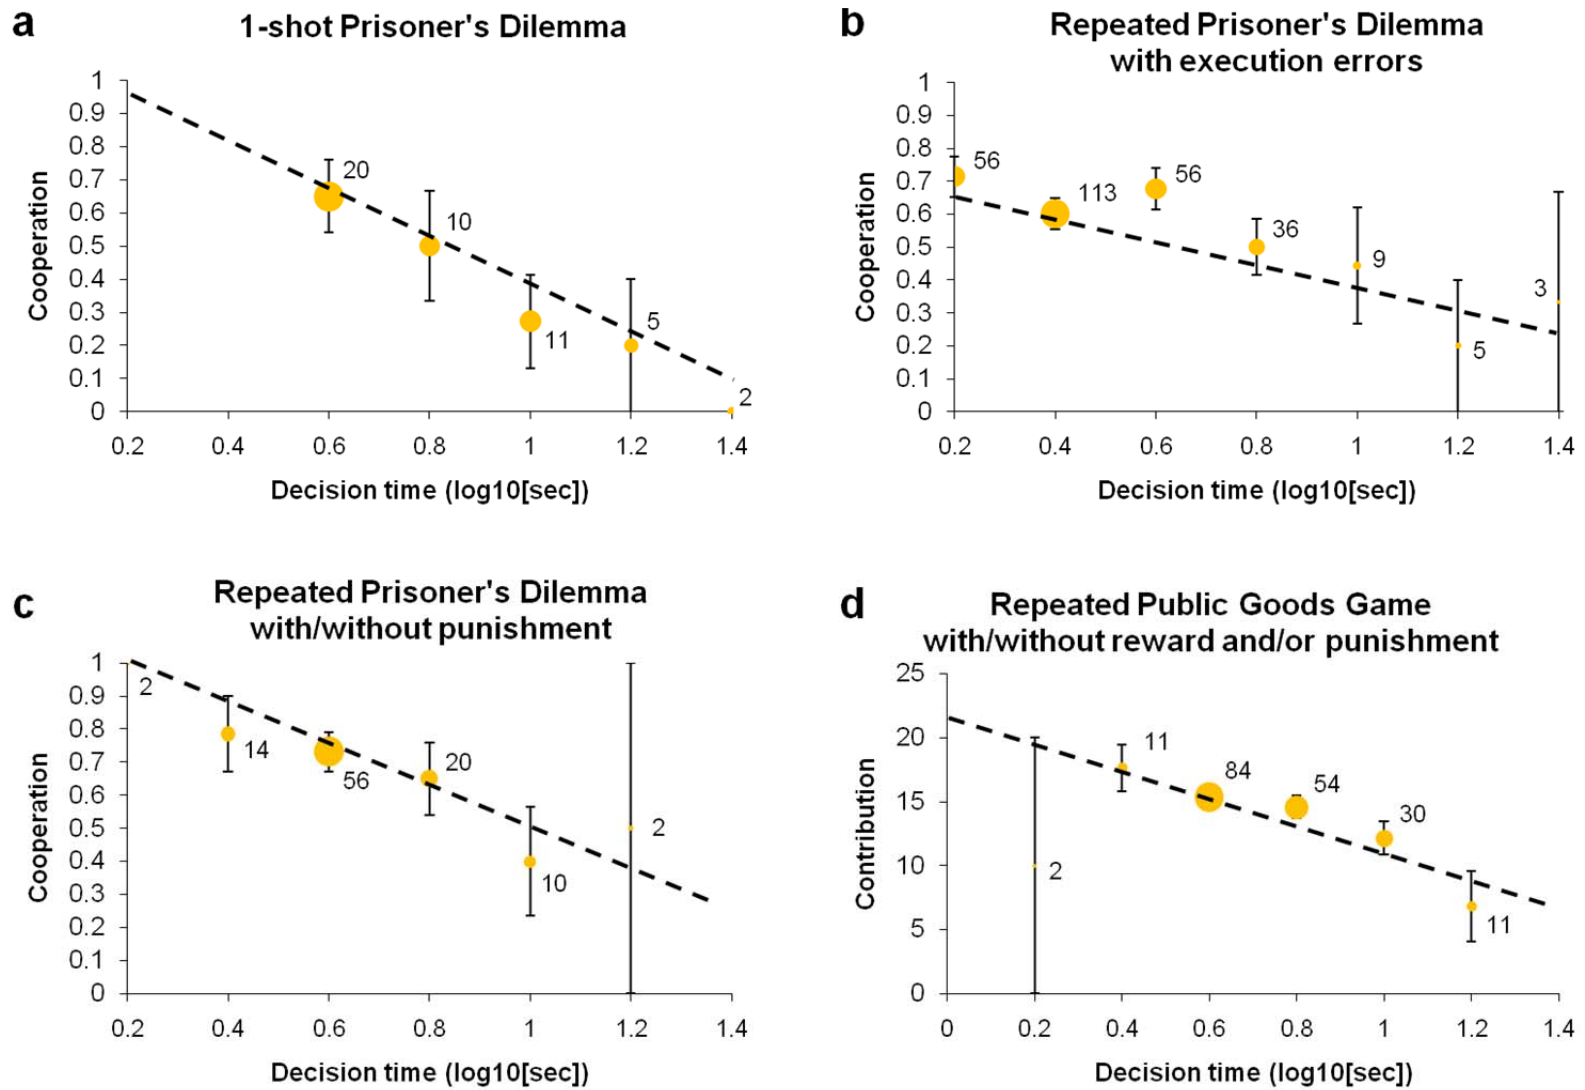 a
1-shot Prisoner's Dilemma
Cooperation
1
0.9
0.8
0.7
0.6
0.5
0.4
0.3
0.2
0.1
0
20
10
11
5
2
0.2 0.4 0.6 0.8 1 1.2 1.4
Decision time (log10[sec])
b
Repeated Prisoner's Dilemma
with execution errors
Cooperation
1
0.9
0.8
0.7
0.6
0.5
0.4
0.3
0.2
0.1
0
56
113
56
36
9
5
3
0.2 0.4 0.6 0.8 1 1.2 1.4
Decision time (log10[sec])
c
Repeated Prisoner's Dilemma
with/without punishment
Cooperation
1
0.9
0.8
0.7
0.6
0.5
0.4
0.3
0.2
0.1
0
2
14
56
20
10
2
0.2 0.4 0.6 0.8 1 1.2 1.4
Decision time (log10[sec])
d
Repeated Public Goods Game
with/without reward and/or punishment
Contribution
25
20
15
10
5
0
2
11
84
54
30
11
0 0.2 0.4 0.6 0.8 1 1.2 1.4
Decision time (log10[sec])